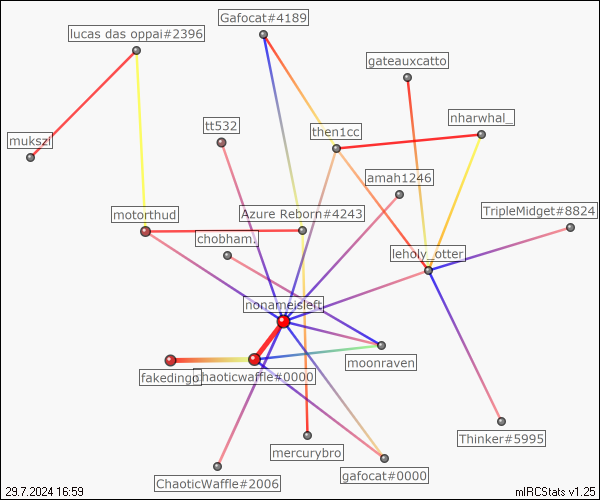 Gafocat#4189
lucas das oppai#2396
gateauxcatto
nharwhal_
tt532
then1cc
mukszi
amah1246
TripleMidget#8824
motorthud
Azure Reborn#4243
chobham.
leholy_otter
nonameisleft
moonraven
fakedingo
Chaoticwaffle#0000
Thinker#5995
mercurybro
gafocat#0000
ChaoticWaffle#2006
29.7.2024 16:59
mIRCStats v1.25